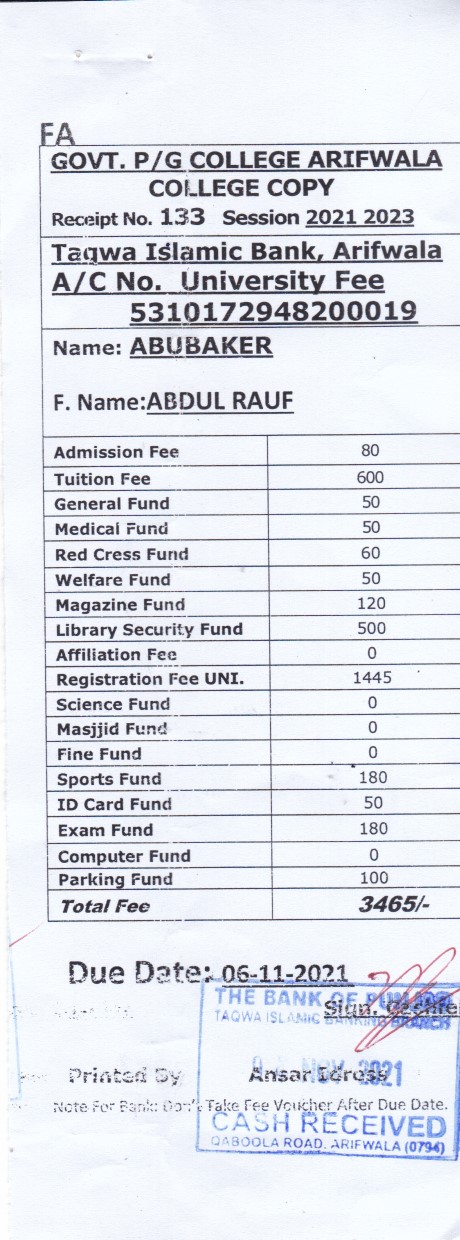 FA
GOVT. P/G COLLEGE ARIFWALA
COLLEGE COPY
Receipt No. 133 Session 2021 2023
Taqwa Islamic Bank, Arifwala
A/C No. University Fee
5310172948200019
Name: ABUBAKER
F. Name:ABDUL RAUF
Admission Fee 80
Tuition Fee 600
General Fund 50
Medical Fund 50
Red Cress Fund 60
Welfare Fund 50
Magazine Fund 120
Library Security Fund 500
Affiliation Fee 0
Registration Fee UNI. 1445
Science Fund 0
Masjjid Fund 0
Fine Fund 0
Sports Fund 180
ID Card Fund 50
Exam Fund 180
Computer Fund 0
Parking Fund 100
Total Fee 3465/-
Due Date: 06-11-2021
THE BANK OF PUNJAB
Sign.
TAQWA ISLAMIC BANKING BRANCH
NOV 2021
Printed By Ansar Idress
Note For Bank: Don't Take Fee Voucher After Due Date.
CASH RECEIVED
QABOOLA ROAD, ARIFWALA (0794)